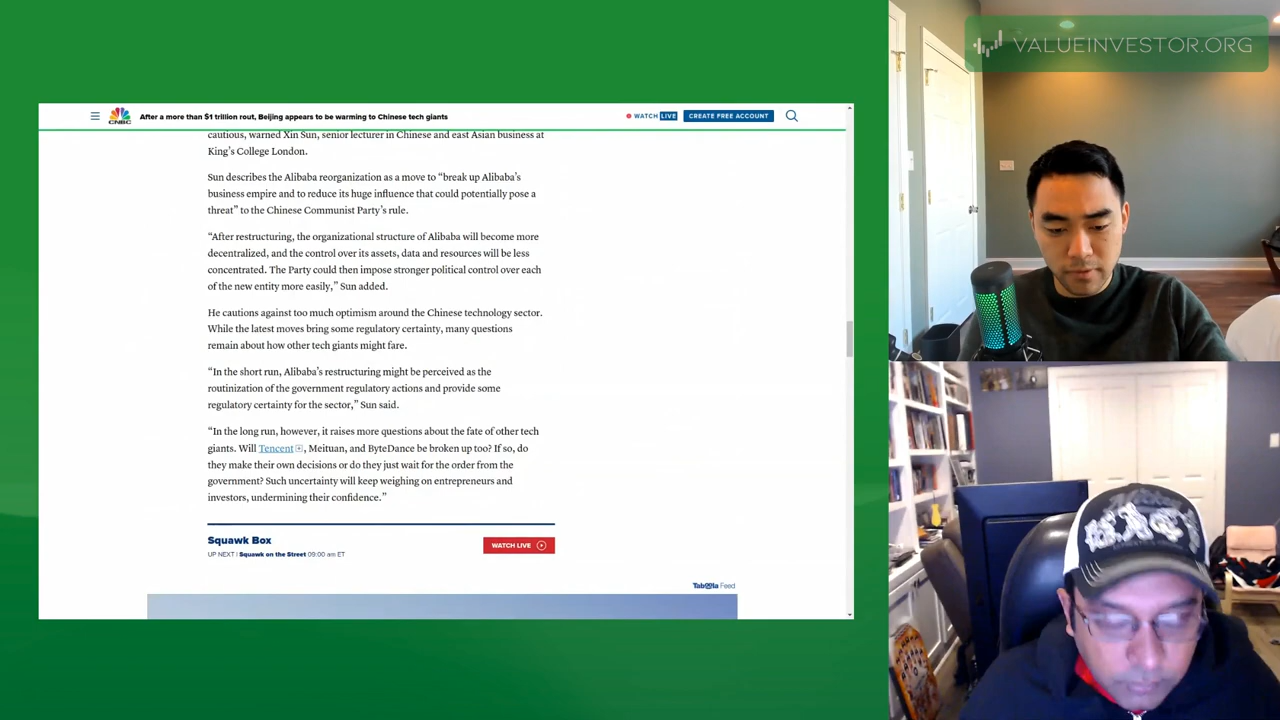 VALUEINVESTOR.ORG
CNBC
After a more than $1 trillion rout, Beijing appears to be warming to Chinese tech giants
WATCH LIVE
CREATE FREE ACCOUNT
cautious, warned Xin Sun, senior lecturer in Chinese and east Asian business at
King's College London.
Sun describes the Alibaba reorganization as a move to “break up Alibaba's
business empire and to reduce its huge influence that could potentially pose a
threat” to the Chinese Communist Party's rule.
“After restructuring, the organizational structure of Alibaba will become more
decentralized, and the control over its assets, data and resources will be less
concentrated. The Party could then impose stronger political control over each
of the new entity more easily,” Sun added.
He cautions against too much optimism around the Chinese technology sector.
While the latest moves bring some regulatory certainty, many questions
remain about how other tech giants might fare.
“In the short run, Alibaba's restructuring might be perceived as the
routinization of the government regulatory actions and provide some
regulatory certainty for the sector,” Sun said.
“In the long run, however, it raises more questions about the fate of other tech
giants. Will Tencent, Meituan, and ByteDance be broken up too? If so, do
they make their own decisions or do they just wait for the order from the
government? Such uncertainty will keep weighing on entrepreneurs and
investors, undermining their confidence.”
Squawk Box
UP NEXT | Squawk on the Street 09:00 am ET
WATCH LIVE
Taboola Feed